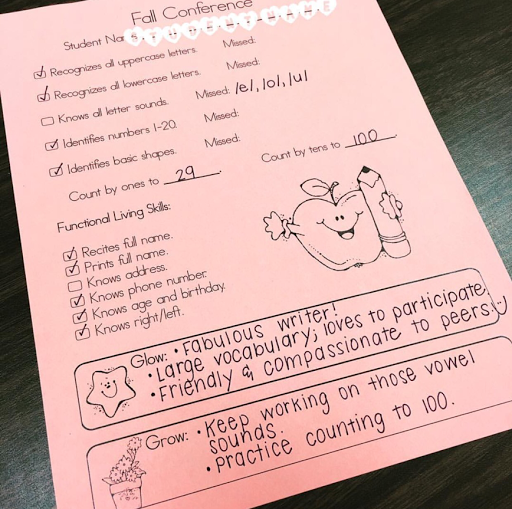 Fall Conference
Student Name STUDENT NAME
Recognizes all uppercase letters. Missed:
Recognizes all lowercase letters. Missed:
Knows all letter sounds. Missed: /e/, /o/, /u/
Identifies numbers 1-20. Missed:
Identifies basic shapes. Missed:
Count by ones to 29. Count by tens to 100.
Functional Living Skills:
Recites full name.
Prints full name.
Knows address.
Knows phone number.
Knows age and birthday.
Knows right/left.
Glow: • Fabulous writer!
• Large vocabulary; loves to participate.
• Friendly & compassionate to peers :)
Grow: • Keep working on those vowel
sounds.
• Practice counting to 100.